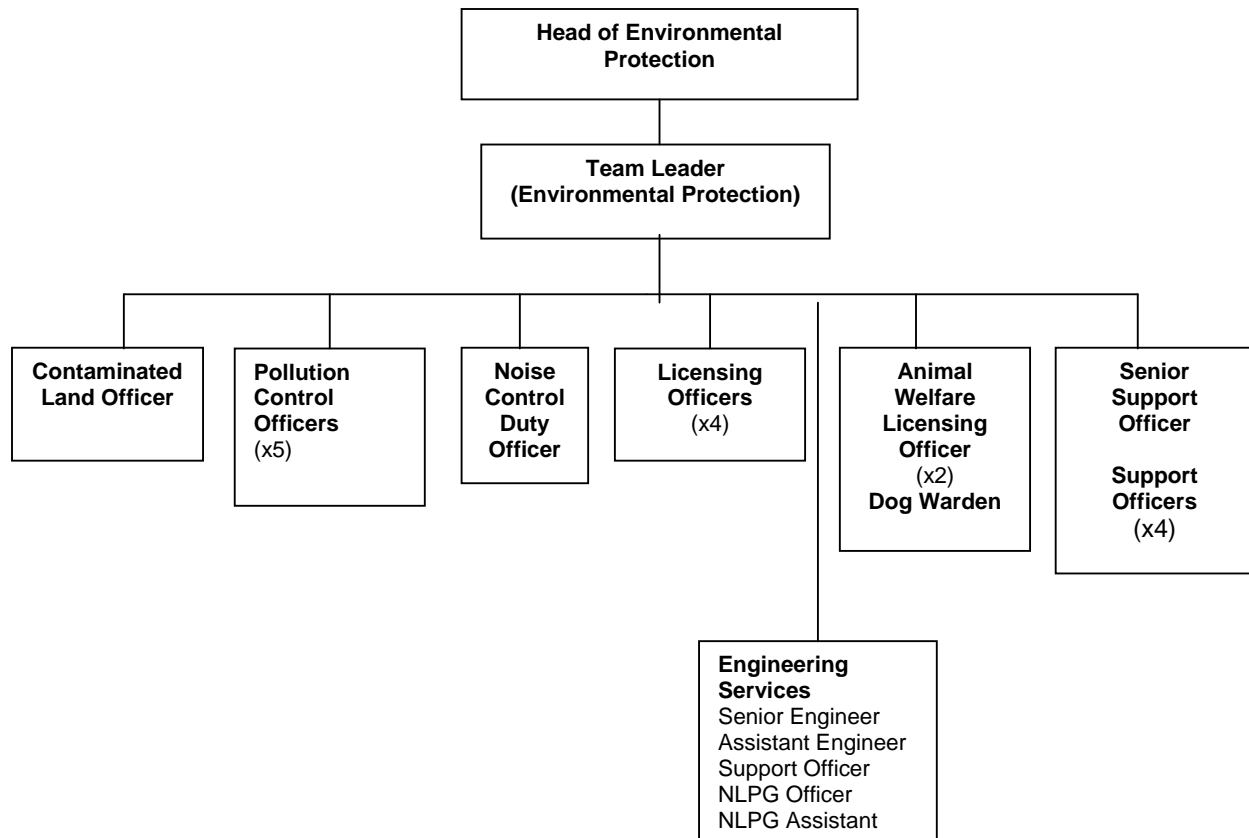 Head of Environmental
Protection
Team Leader
(Environmental Protection)
Contaminated
Land Officer
Pollution
Control
Officers
(x5)
Noise
Control
Duty
Officer
Licensing
Officers
(x4)
Animal
Welfare
Licensing
Officer
(x2)
Dog Warden
Senior
Support
Officer
Support
Officers
(x4)
Engineering
Services
Senior Engineer
Assistant Engineer
Support Officer
NLPG Officer
NLPG Assistant